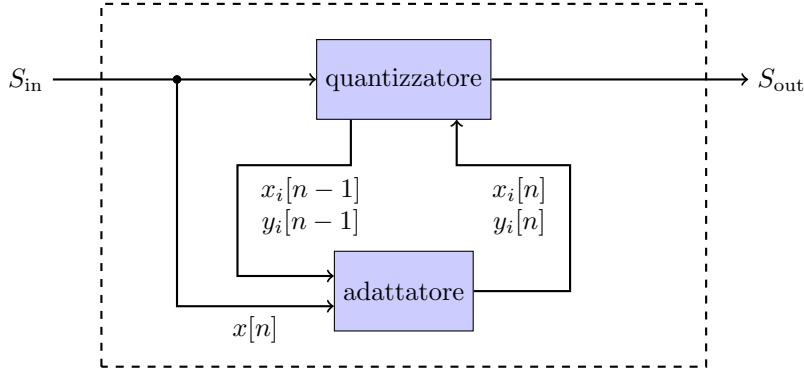 S_in
quantizzatore
S_out
x_i[n − 1]
y_i[n − 1]
x_i[n]
y_i[n]
adattatore
x[n]